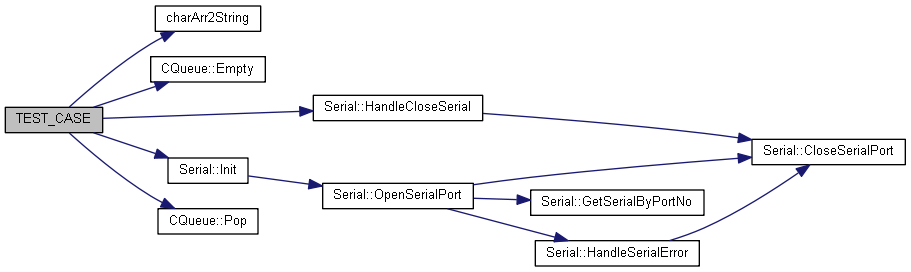 charArr2String
CQueue::Empty
Serial::HandleCloseSerial
TEST_CASE
Serial::CloseSerialPort
Serial::Init
Serial::OpenSerialPort
Serial::GetSerialByPortNo
CQueue::Pop
Serial::HandleSerialError